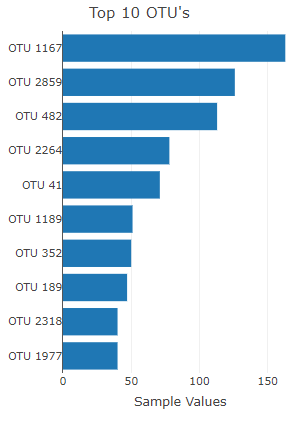 Top 10 OTU's
OTU 1167
OTU 2859
OTU 482
OTU 2264
OTU 41
OTU 1189
OTU 352
OTU 189
OTU 2318
OTU 1977
0 50 100 150
Sample Values